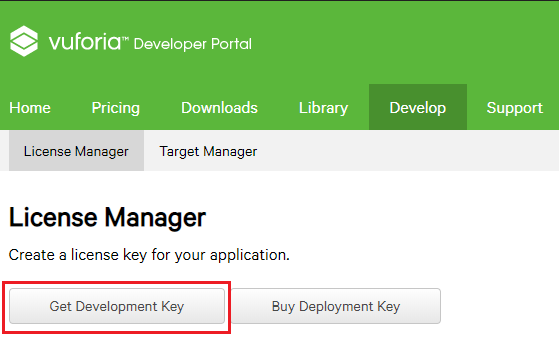 vuforia™ Developer Portal
Home Pricing Downloads Library Develop Support
License Manager Target Manager
License Manager
Create a license key for your application.
Get Development Key Buy Deployment Key